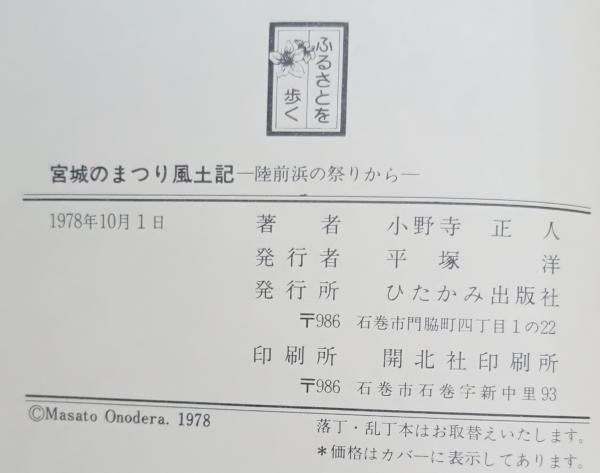 ふるさとを
歩く
宮城のまつり風土記―陸前浜の祭りから―
1978年10月1日
著者 小野寺正人
発行者 平塚洋
発行所 ひたかみ出版社
〒986 石巻市門脇町四丁目1の22
印刷所 開北社印刷所
〒986 石巻市石巻字新中里93
©Masato Onodera. 1978
落丁・乱丁本はお取替えいたします。
*価格はカバーに表示してあります。